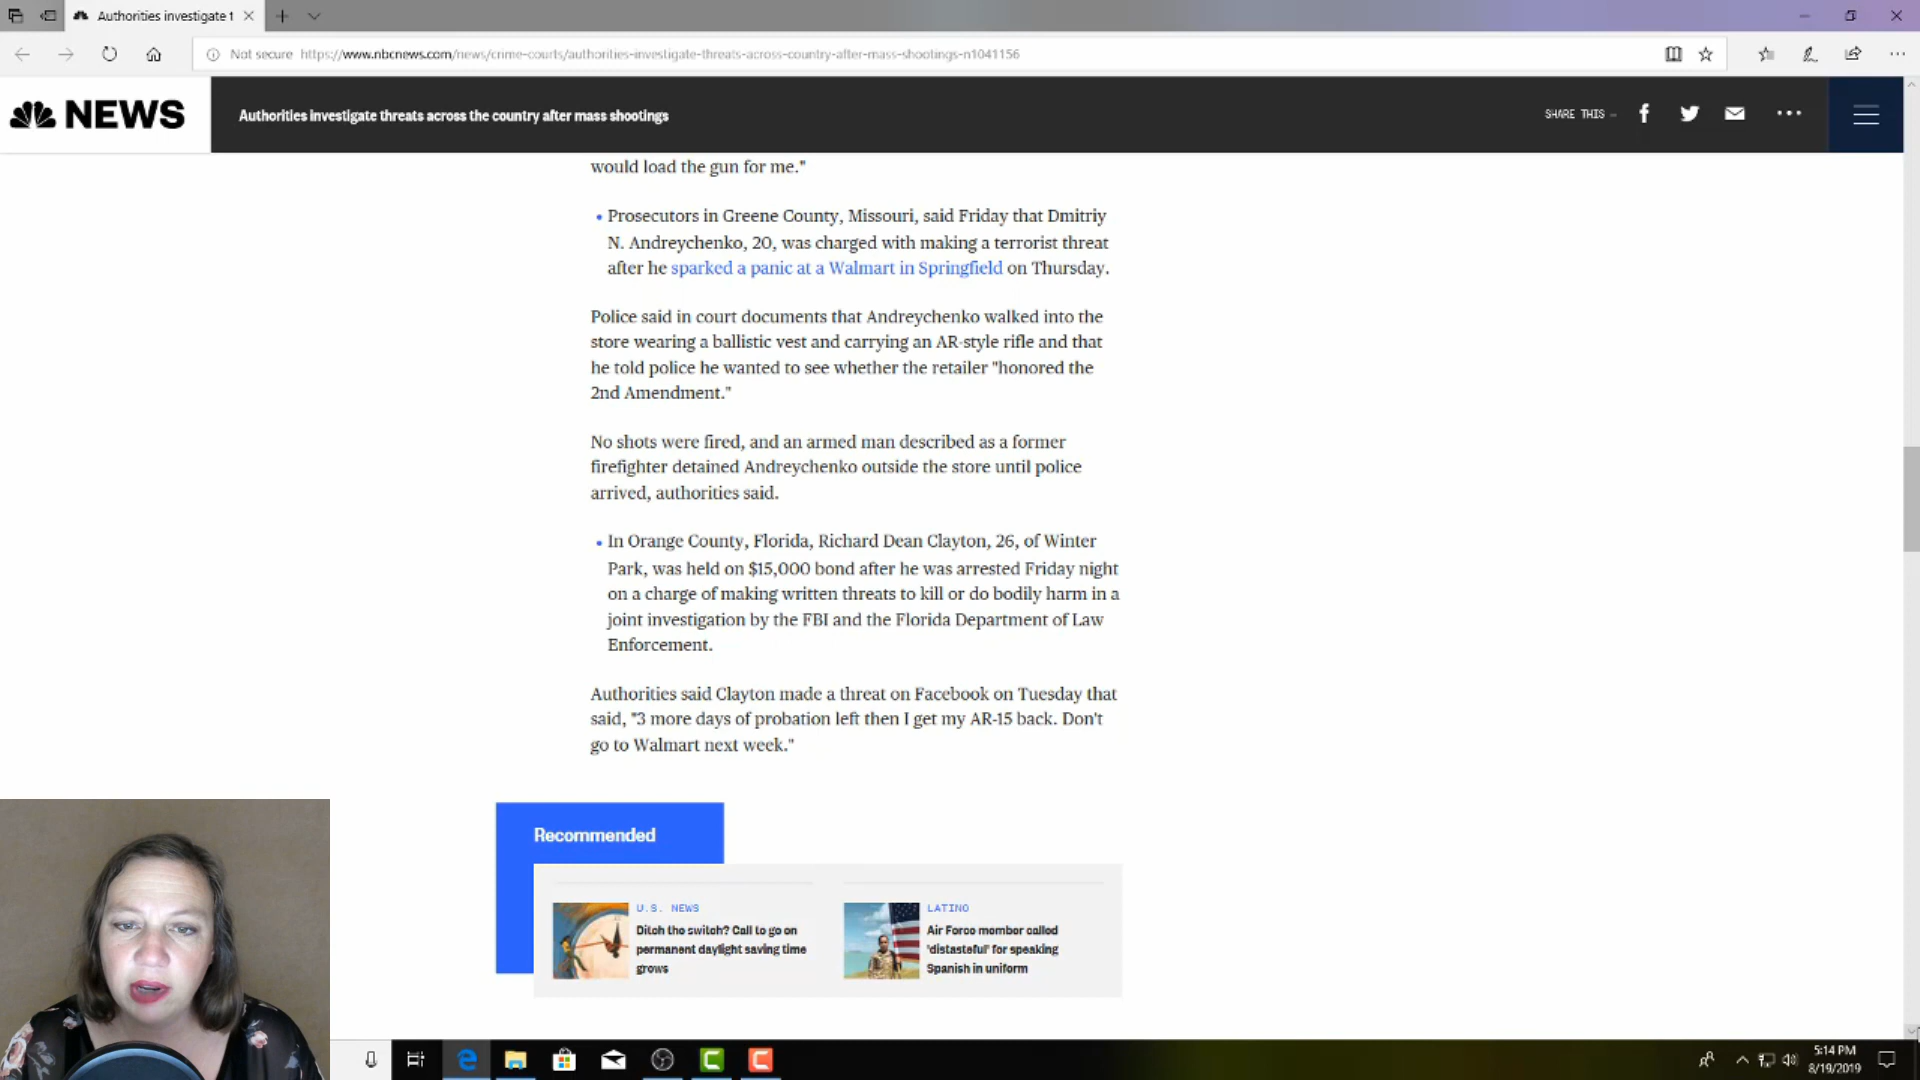 Authorities investigate t
Not secure https://www.nbcnews.com/news/crime-courts/authorities-investigate-threats-across-country-after-mass-shootings-n1041156
NEWS
Authorities investigate threats across the country after mass shootings
SHARE THIS —
would load the gun for me."
• Prosecutors in Greene County, Missouri, said Friday that Dmitriy
N. Andreychenko, 20, was charged with making a terrorist threat
after he sparked a panic at a Walmart in Springfield on Thursday.
Police said in court documents that Andreychenko walked into the
store wearing a ballistic vest and carrying an AR-style rifle and that
he told police he wanted to see whether the retailer "honored the
2nd Amendment."
No shots were fired, and an armed man described as a former
firefighter detained Andreychenko outside the store until police
arrived, authorities said.
• In Orange County, Florida, Richard Dean Clayton, 26, of Winter
Park, was held on $15,000 bond after he was arrested Friday night
on a charge of making written threats to kill or do bodily harm in a
joint investigation by the FBI and the Florida Department of Law
Enforcement.
Authorities said Clayton made a threat on Facebook on Tuesday that
said, "3 more days of probation left then I get my AR-15 back. Don't
go to Walmart next week."
Recommended
U.S. NEWS
Ditch the switch? Call to go on
permanent daylight saving time
grows
LATINO
Air Force member called
'distasteful' for speaking
Spanish in uniform
5:14 PM
8/19/2019